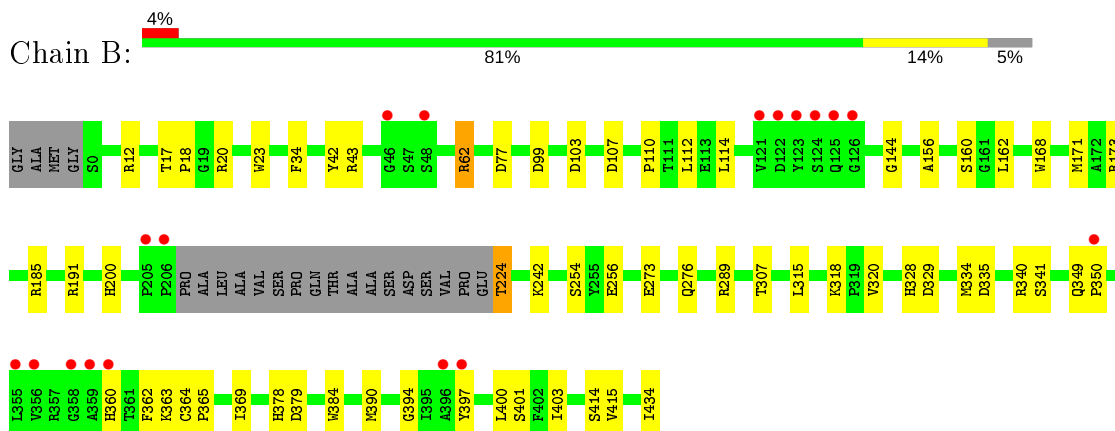 4%
Chain B:
81% 14% 5%
GLY ALA MET GLY S0 R12 T17 P18 G19 R20 W23 F34 Y42 R43 G46 S47 S48 R62 D77 D99 D103 D107 P110 T111 L112 E113 L114 V121 D122 Y123 S124 Q125 G126 G144 A156 S160 G161 L162 W168 M171 A172 R173
R185 R191 H200 P205 P206 PRO ALA LEU ALA VAL SER PRO GLN THR ALA ALA SER ASP SER VAL PRO GLU T224 K242 S254 Y255 E256 E273 Q276 R289 T307 L315 K318 P319 V320 H328 D329 M334 D335 R340 S341 Q349 P350
L355 V356 R357 G358 A359 H360 T361 F362 K363 C364 P365 I369 H378 D379 W384 M390 G394 I395 A396 Y397 L400 S401 F402 I403 S414 V415 I434